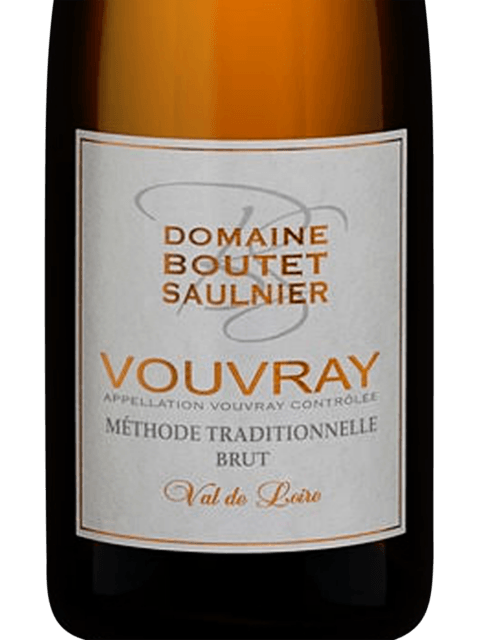 DOMAINE
BOUTET
SAULNIER
VOUVRAY
APPELLATION VOUVRAY CONTRÔLÉE
MÉTHODE TRADITIONNELLE
BRUT
Val de Loire